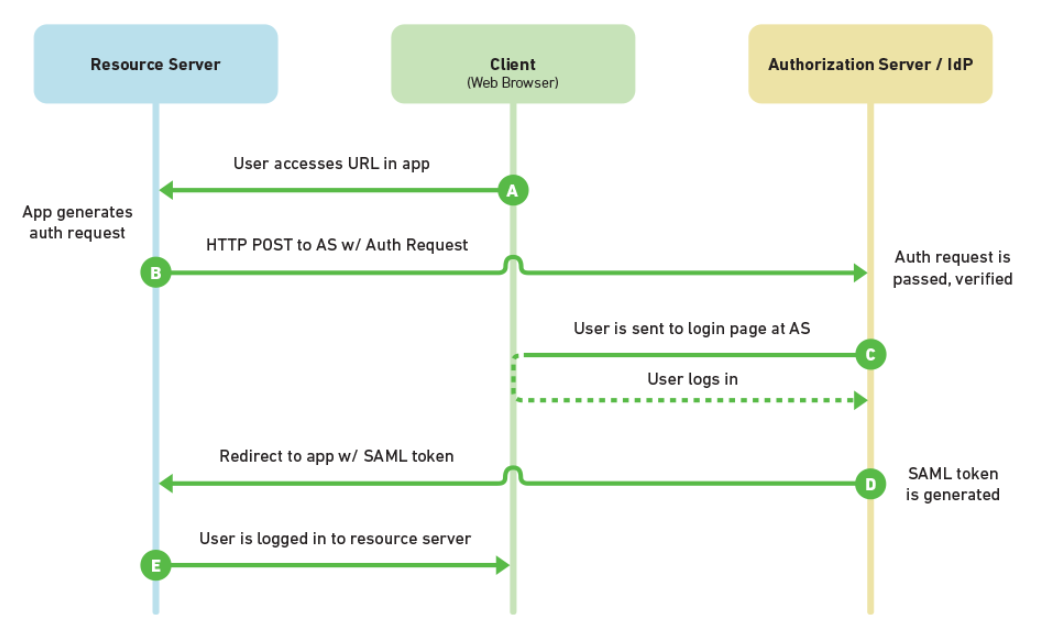 Resource Server
Client
(Web Browser)
Authorization Server / IdP
User accesses URL in app
A
App generates
auth request
HTTP POST to AS w/ Auth Request
B
Auth request is
passed, verified
User is sent to login page at AS
C
User logs in
Redirect to app w/ SAML token
D
SAML token
is generated
User is logged in to resource server
E